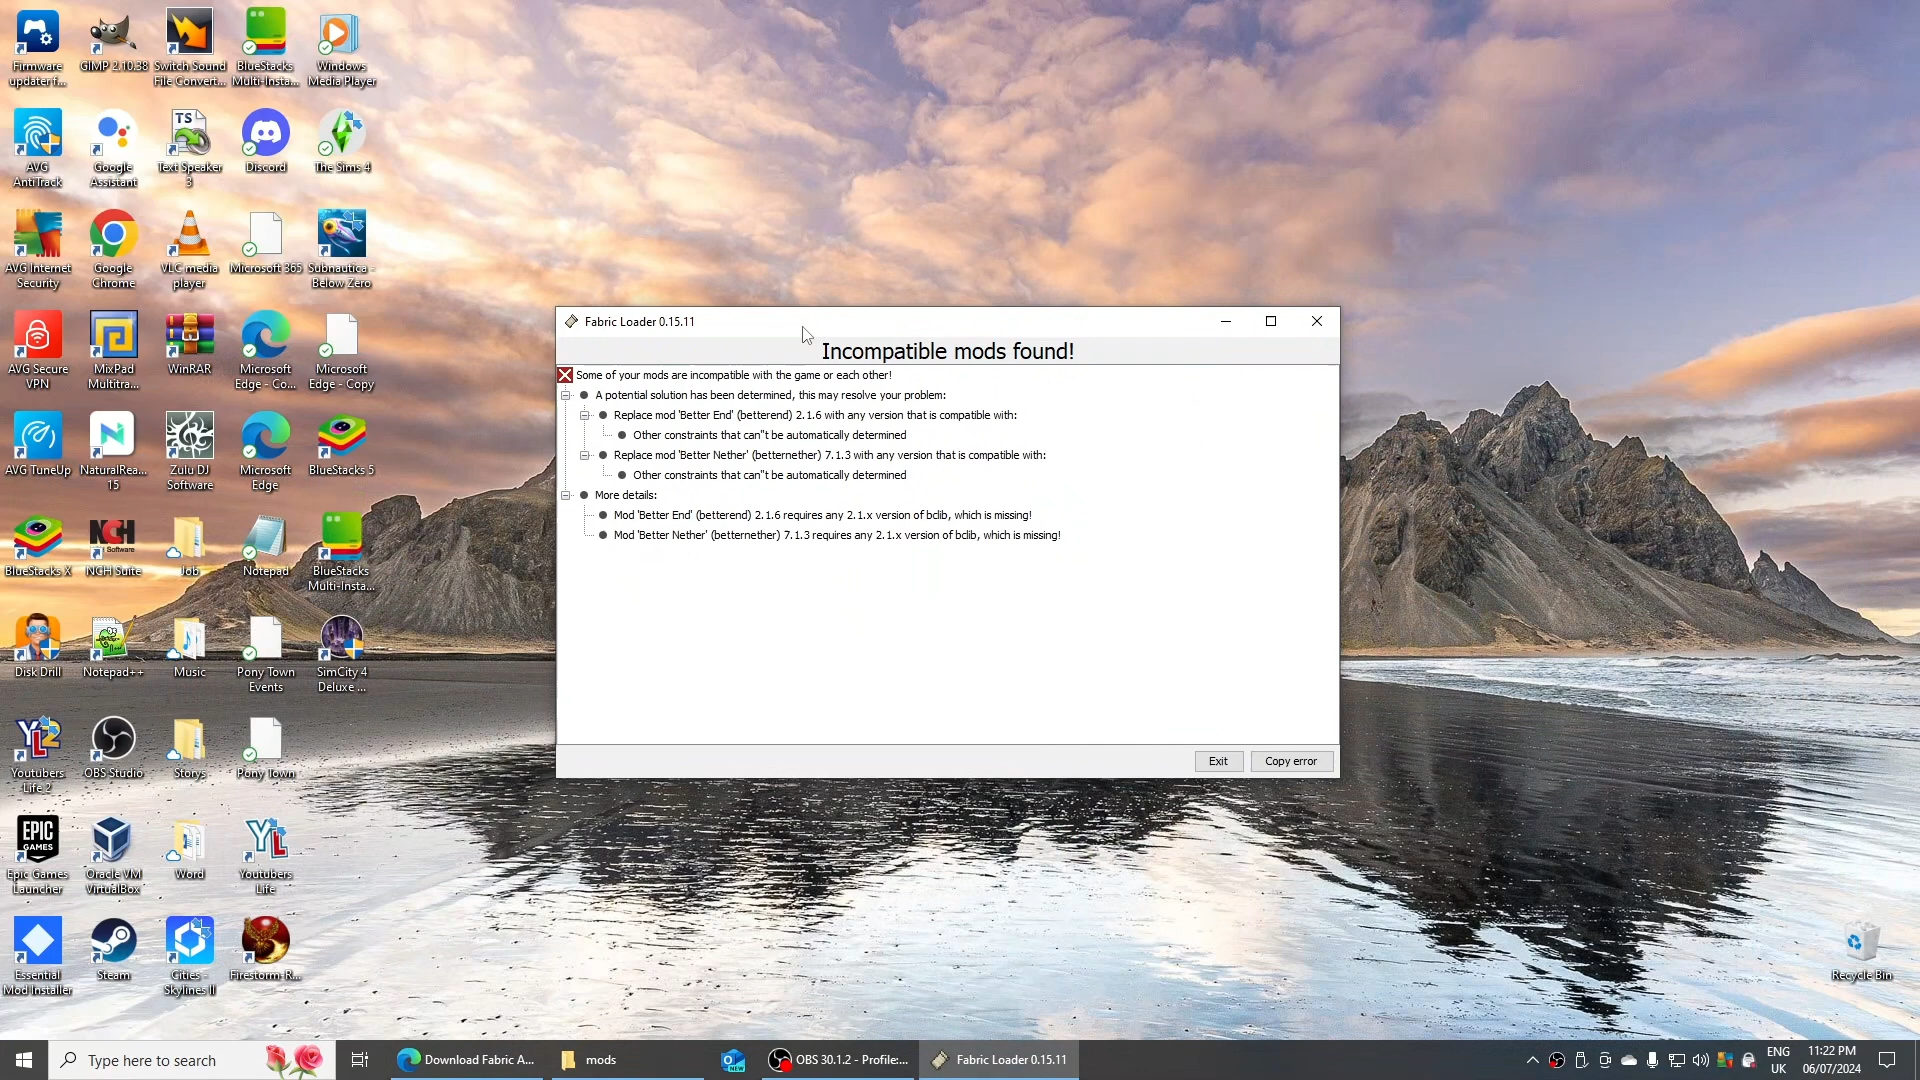 Firmware
updater f...
GIMP 2.10.38
Switch Sound
File Convert...
BlueStacks
Multi-Insta...
Windows
Media Player
AVG
AntiTrack
Google
Assistant
TS
Text Speaker
3
Discord
The Sims 4
AVG Internet
Security
Google
Chrome
VLC media
player
Microsoft 365
Subnautica -
Below Zero
AVG Secure
VPN
MixPad
Multitra...
WinRAR
Microsoft
Edge - Co...
Microsoft
Edge - Copy
AVG TuneUp
NaturalRea...
15
Zulu DJ
Software
Microsoft
Edge
BlueStacks 5
BlueStacks X
NCH Software
NCH Suite
Job
Notepad
BlueStacks
Multi-Insta...
Disk Drill
Notepad++
Music
Pony Town
Events
SimCity 4
Deluxe ...
Youtubers
Life 2
OBS Studio
Storys
Pony Town
EPIC
GAMES
Epic Games
Launcher
Oracle VM
VirtualBox
Word
Youtubers
Life
Essential
Mod Installer
Steam
Cities -
Skylines II
Firestorm-R...
Fabric Loader 0.15.11
Incompatible mods found!
Some of your mods are incompatible with the game or each other!
A potential solution has been determined, this may resolve your problem:
Replace mod 'Better End' (betterend) 2.1.6 with any version that is compatible with:
Other constraints that can''t be automatically determined
Replace mod 'Better Nether' (betternether) 7.1.3 with any version that is compatible with:
Other constraints that can''t be automatically determined
More details:
Mod 'Better End' (betterend) 2.1.6 requires any 2.1.x version of bclib, which is missing!
Mod 'Better Nether' (betternether) 7.1.3 requires any 2.1.x version of bclib, which is missing!
Exit
Copy error
Recycle Bin
Type here to search
Download Fabric A...
mods
NEW
OBS 30.1.2 - Profile:...
Fabric Loader 0.15.11
ENG
UK
11:22 PM
06/07/2024